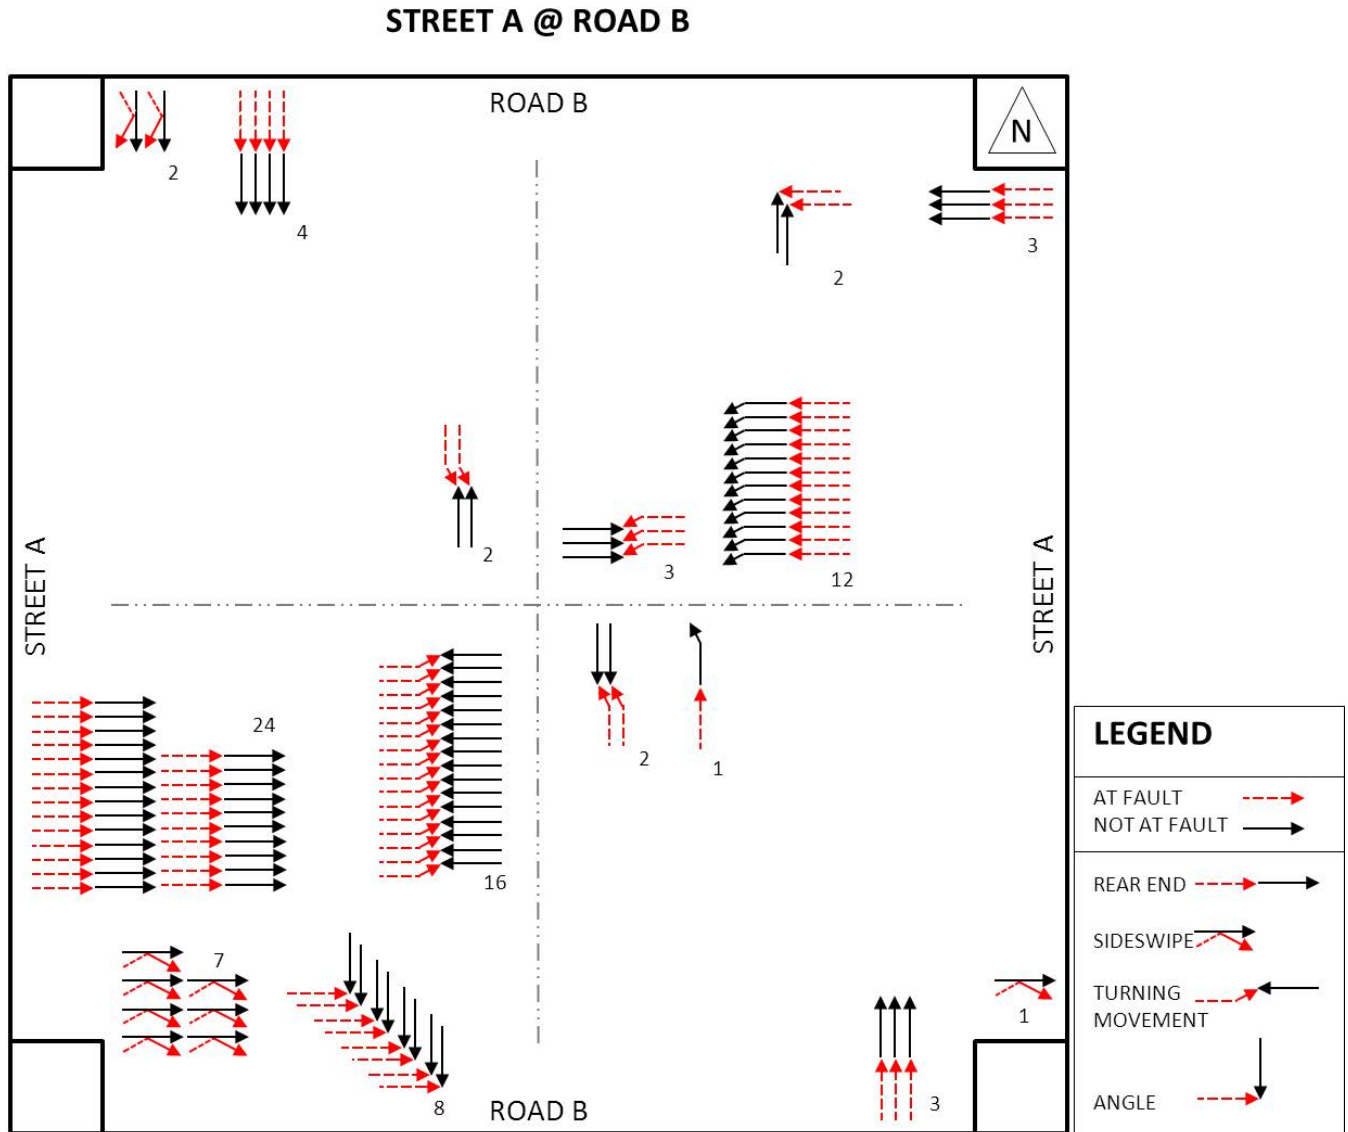 STREET A @ ROAD B
ROAD B
N
2
4
2
3
2
3
12
STREET A
STREET A
24
16
2
1
7
8
1
3
ROAD B
LEGEND
AT FAULT
NOT AT FAULT
REAR END
SIDESWIPE
TURNING
MOVEMENT
ANGLE